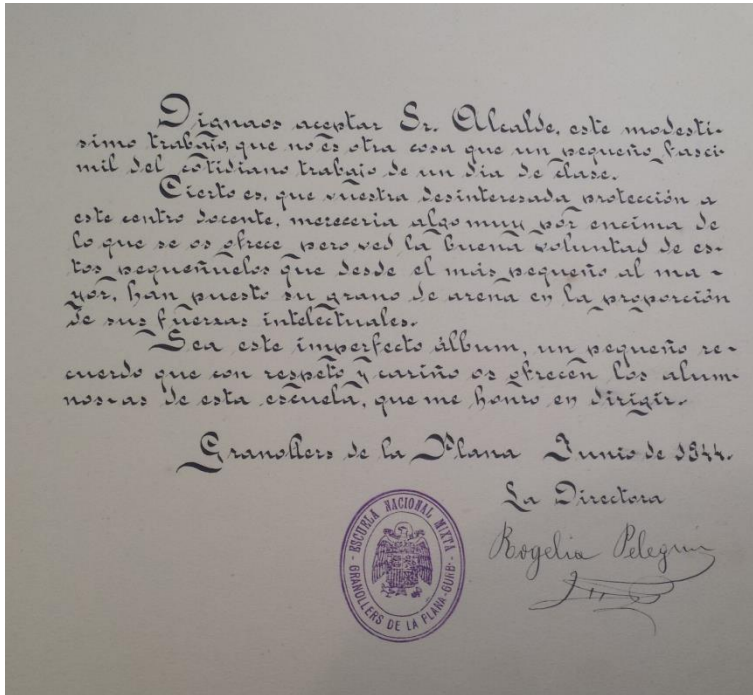 Dignaos aceptar Sr. Alcalde, este modestí-
simo trabajo, que no es otra cosa que un pequeño fascí-
mil del cotidiano trabajo de un dia de clase.
Cierto es, que vuestra desinteresada protección a
este centro docente, mereceria algo muy por encima de
lo que se os ofrece pero ved la buena voluntad de es-
tos pequeñuelos que desde el más pequeño al ma-
yor, han puesto su grano de arena en la proporción
de sus fuerzas intelectuales.
Sea este imperfecto álbum, un pequeño re-
cuerdo que con respeto y cariño os ofrecen los alum-
nos-as de esta escuela, que me honro en dirigir.
Granollers de la Plana Junio de 1944.
La Directora
Rogelia Pelegrin
ESCUELA NACIONAL MIXTA
GRANOLLERS DE LA PLANA-GURB